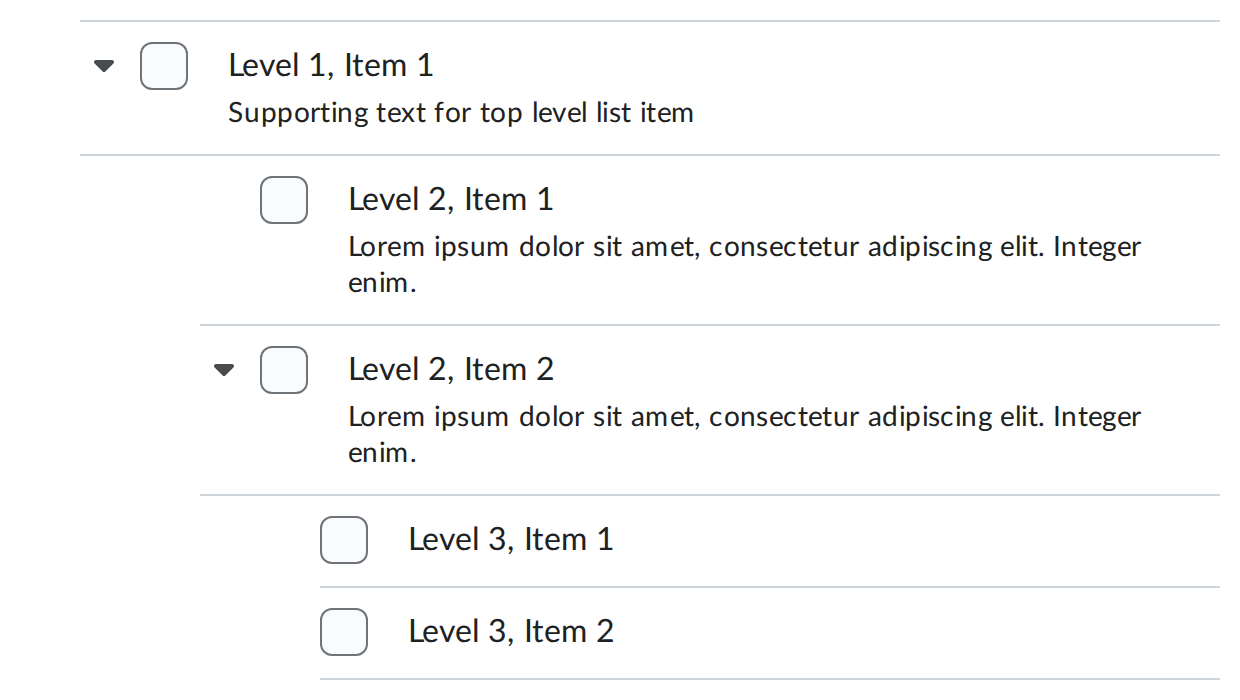 Level 1, Item 1
Supporting text for top level list item
Level 2, Item 1
Lorem ipsum dolor sit amet, consectetur adipiscing elit. Integer
enim.
Level 2, Item 2
Lorem ipsum dolor sit amet, consectetur adipiscing elit. Integer
enim.
Level 3, Item 1
Level 3, Item 2